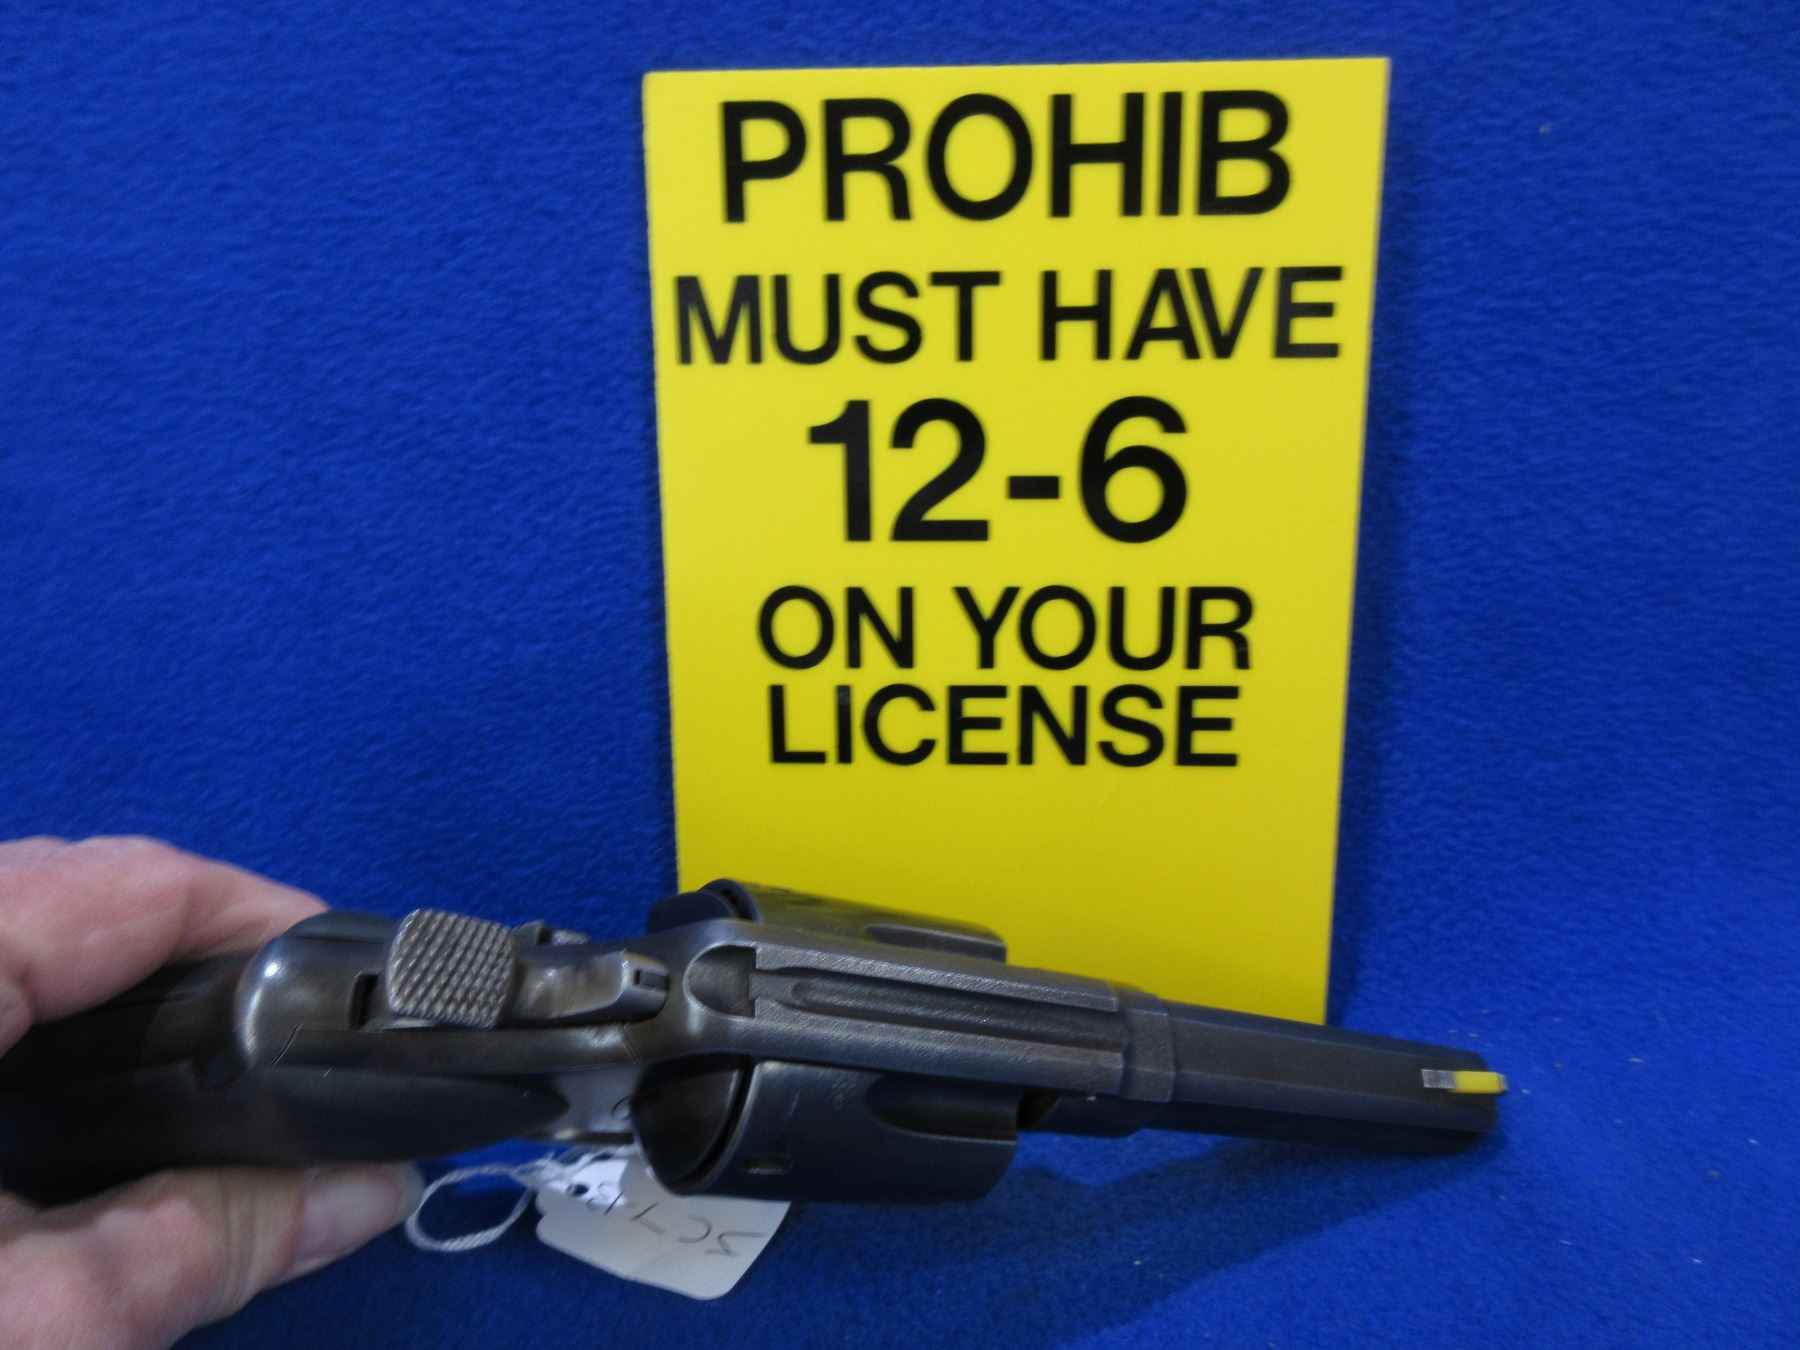 PROHIB
MUST HAVE
12-6
ON YOUR
LICENSE